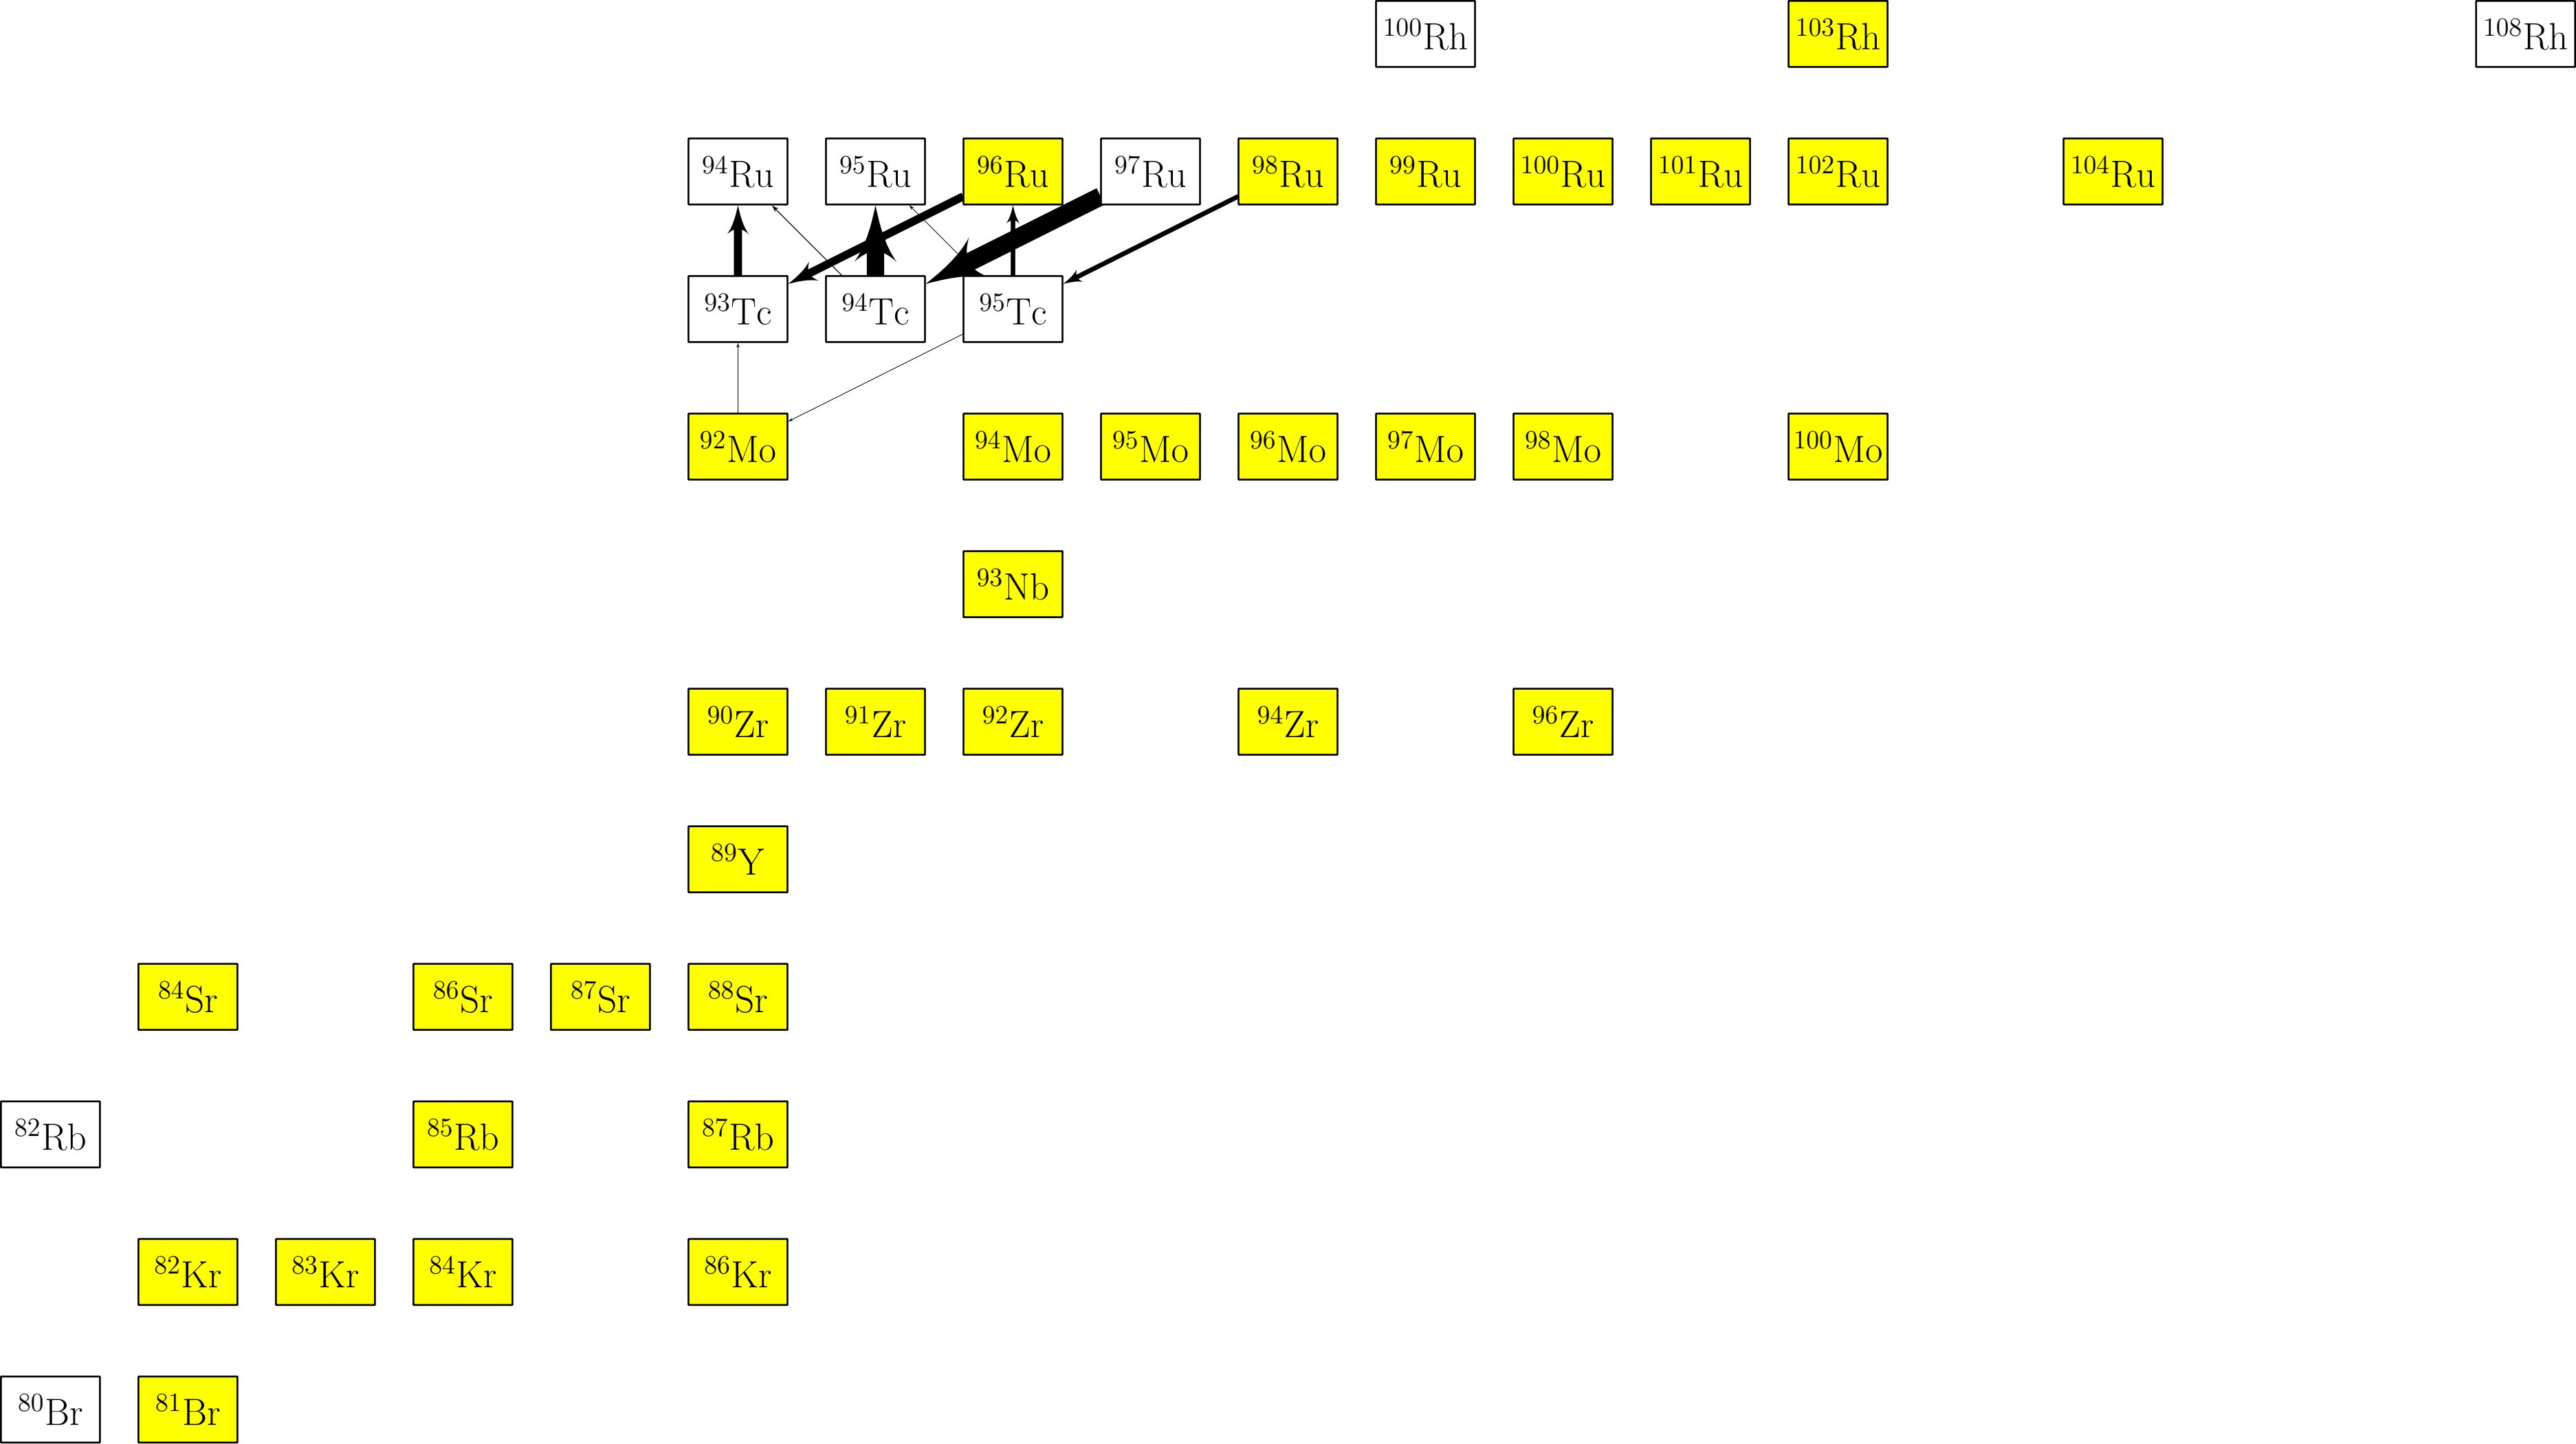 ¹⁰⁰Rh ¹⁰³Rh ¹⁰⁸Rh
⁹⁴Ru ⁹⁵Ru ⁹⁶Ru ⁹⁷Ru ⁹⁸Ru ⁹⁹Ru ¹⁰⁰Ru ¹⁰¹Ru ¹⁰²Ru ¹⁰⁴Ru
⁹³Tc ⁹⁴Tc ⁹⁵Tc
⁹²Mo ⁹⁴Mo ⁹⁵Mo ⁹⁶Mo ⁹⁷Mo ⁹⁸Mo ¹⁰⁰Mo
⁹³Nb
⁹⁰Zr ⁹¹Zr ⁹²Zr ⁹⁴Zr ⁹⁶Zr
⁸⁹Y
⁸⁴Sr ⁸⁶Sr ⁸⁷Sr ⁸⁸Sr
⁸²Rb ⁸⁵Rb ⁸⁷Rb
⁸²Kr ⁸³Kr ⁸⁴Kr ⁸⁶Kr
⁸⁰Br ⁸¹Br